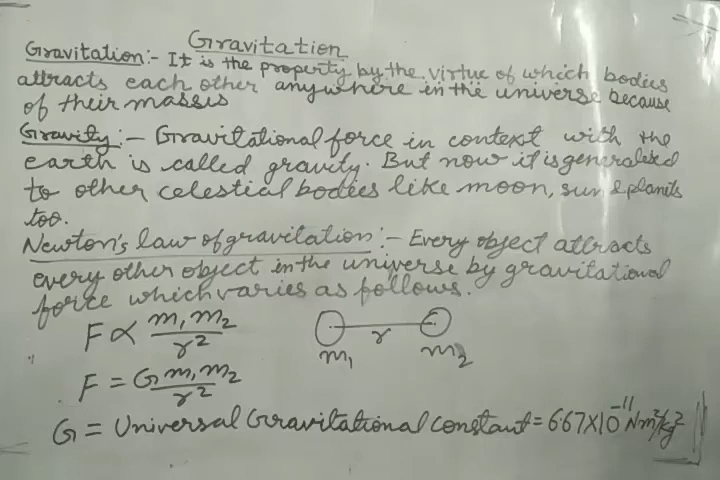 Gravitation
Gravitation:- It is the property by the virtue of which bodies
attracts each other anywhere in the universe because
of their masses
Gravity:- Gravitational force in context with the
earth is called gravity. But now it is generalised
to other celestial bodies like moon, sun & planets
too.
Newton's law of gravitation:- Every object attracts
every other object in the universe by gravitational
force which varies as follows.
F ∝ m₁m₂/r²
m₁ r m₂
F = G m₁m₂/r²
G = Universal Gravitational constant = 6.67×10⁻¹¹ Nm²/kg²